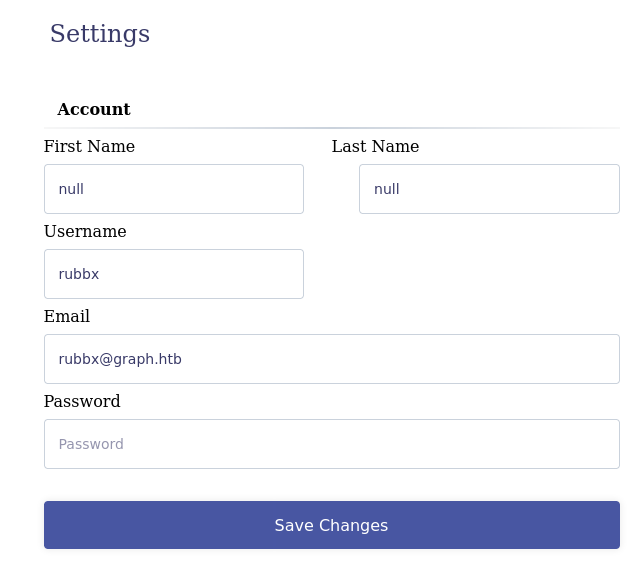 Settings
Account
First Name
Last Name
null
null
Username
rubbx
Email
rubbx@graph.htb
Password
Password
Save Changes